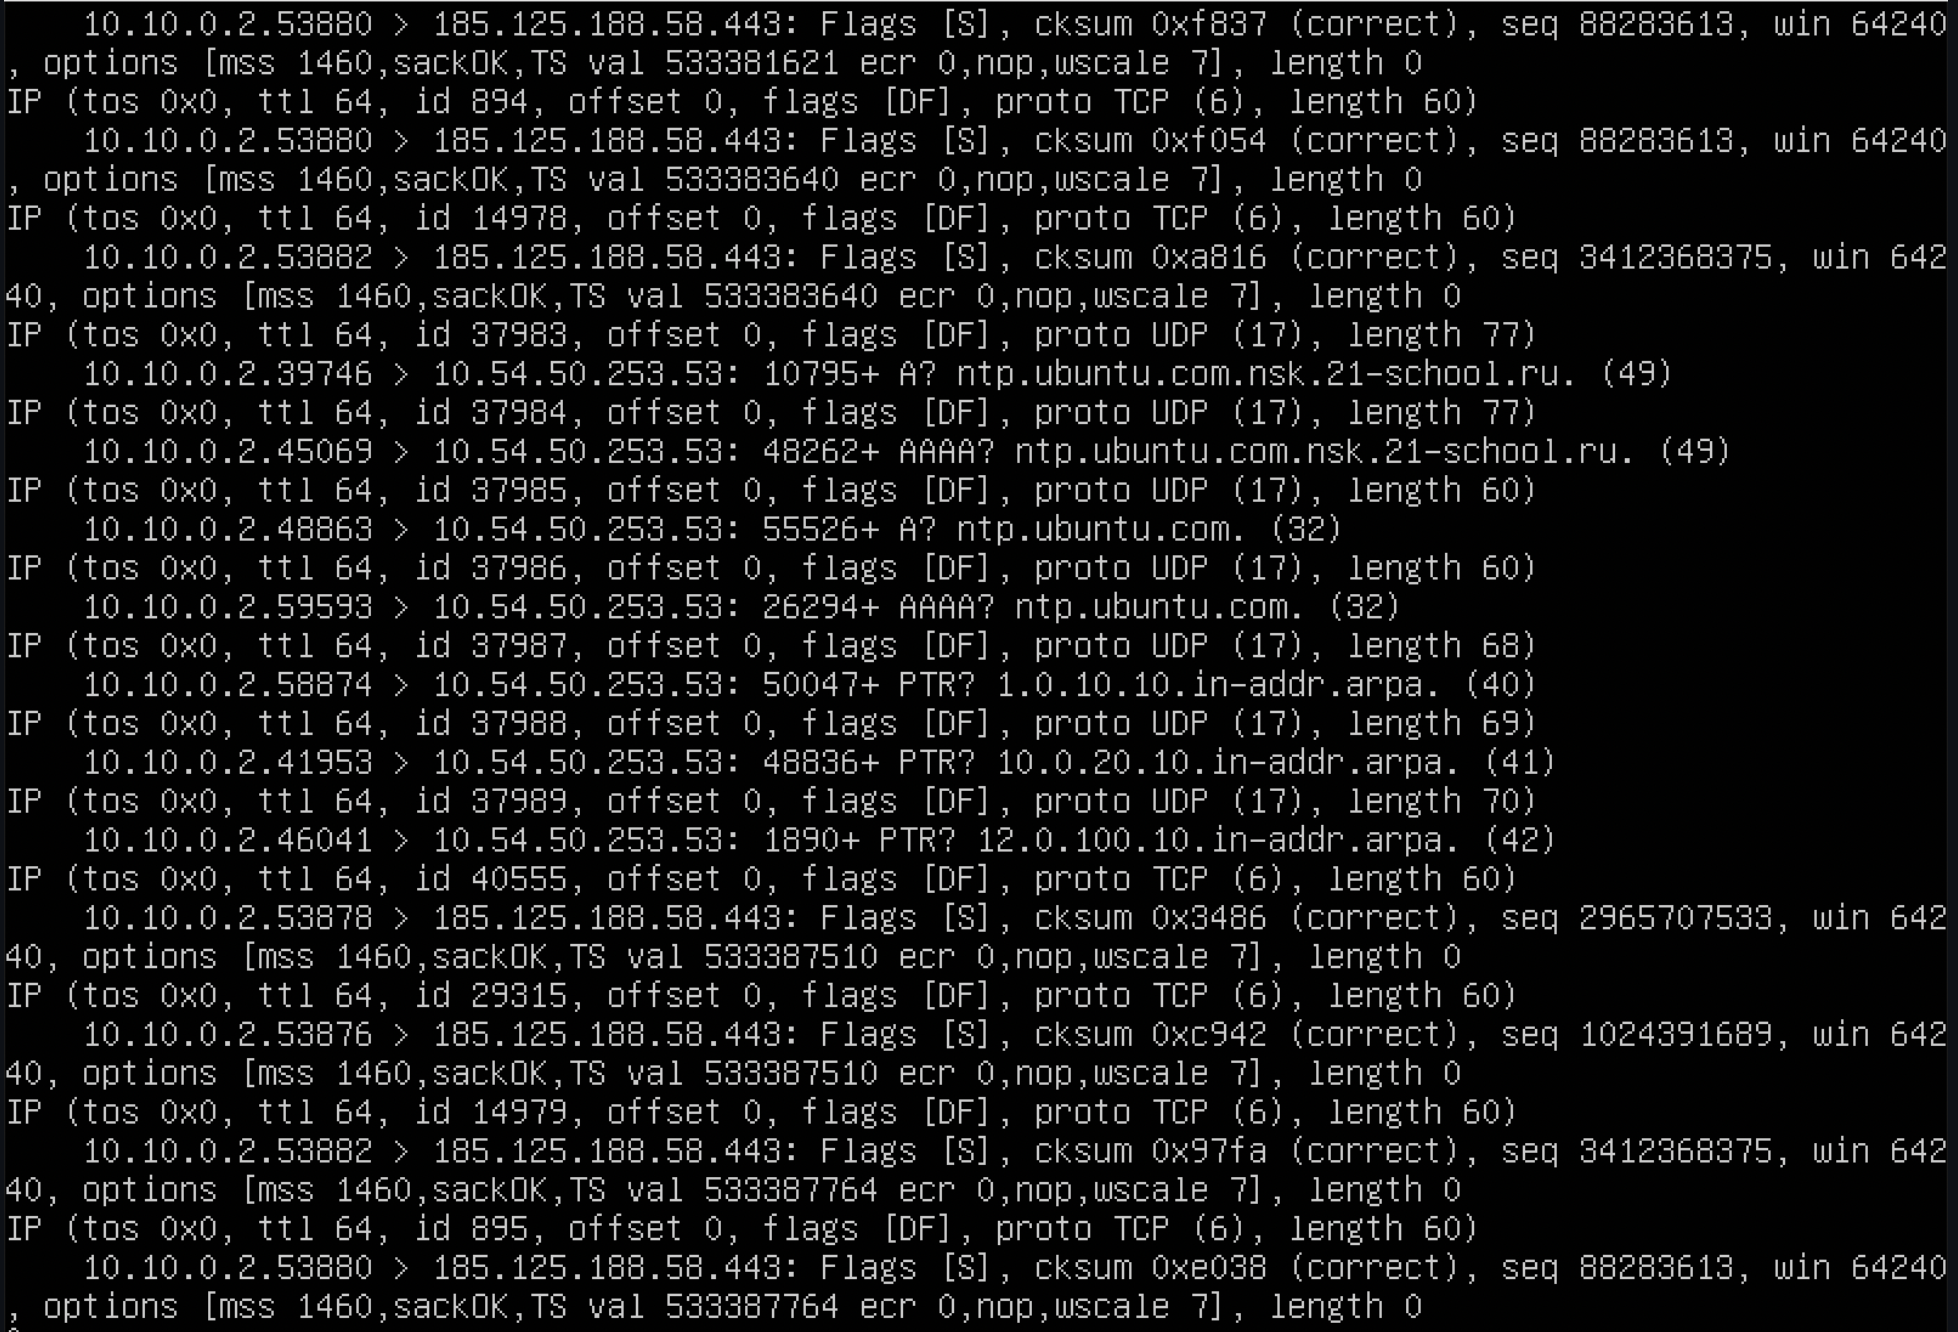 10.10.0.2.53880 > 185.125.188.58.443: Flags [S], cksum 0xf837 (correct), seq 88283613, win 64240
, options [mss 1460,sackOK,TS val 533381621 ecr 0,nop,wscale 7], length 0
IP (tos 0x0, ttl 64, id 894, offset 0, flags [DF], proto TCP (6), length 60)
    10.10.0.2.53880 > 185.125.188.58.443: Flags [S], cksum 0xf054 (correct), seq 88283613, win 64240
, options [mss 1460,sackOK,TS val 533383640 ecr 0,nop,wscale 7], length 0
IP (tos 0x0, ttl 64, id 14978, offset 0, flags [DF], proto TCP (6), length 60)
    10.10.0.2.53882 > 185.125.188.58.443: Flags [S], cksum 0xa816 (correct), seq 3412368375, win 642
40, options [mss 1460,sackOK,TS val 533383640 ecr 0,nop,wscale 7], length 0
IP (tos 0x0, ttl 64, id 37983, offset 0, flags [DF], proto UDP (17), length 77)
    10.10.0.2.39746 > 10.54.50.253.53: 10795+ A? ntp.ubuntu.com.nsk.21-school.ru. (49)
IP (tos 0x0, ttl 64, id 37984, offset 0, flags [DF], proto UDP (17), length 77)
    10.10.0.2.45069 > 10.54.50.253.53: 48262+ AAAA? ntp.ubuntu.com.nsk.21-school.ru. (49)
IP (tos 0x0, ttl 64, id 37985, offset 0, flags [DF], proto UDP (17), length 60)
    10.10.0.2.48863 > 10.54.50.253.53: 55526+ A? ntp.ubuntu.com. (32)
IP (tos 0x0, ttl 64, id 37986, offset 0, flags [DF], proto UDP (17), length 60)
    10.10.0.2.59593 > 10.54.50.253.53: 26294+ AAAA? ntp.ubuntu.com. (32)
IP (tos 0x0, ttl 64, id 37987, offset 0, flags [DF], proto UDP (17), length 68)
    10.10.0.2.58874 > 10.54.50.253.53: 50047+ PTR? 1.0.10.10.in-addr.arpa. (40)
IP (tos 0x0, ttl 64, id 37988, offset 0, flags [DF], proto UDP (17), length 69)
    10.10.0.2.41953 > 10.54.50.253.53: 48836+ PTR? 10.0.20.10.in-addr.arpa. (41)
IP (tos 0x0, ttl 64, id 37989, offset 0, flags [DF], proto UDP (17), length 70)
    10.10.0.2.46041 > 10.54.50.253.53: 1890+ PTR? 12.0.100.10.in-addr.arpa. (42)
IP (tos 0x0, ttl 64, id 40555, offset 0, flags [DF], proto TCP (6), length 60)
    10.10.0.2.53878 > 185.125.188.58.443: Flags [S], cksum 0x3486 (correct), seq 2965707533, win 642
40, options [mss 1460,sackOK,TS val 533387510 ecr 0,nop,wscale 7], length 0
IP (tos 0x0, ttl 64, id 29315, offset 0, flags [DF], proto TCP (6), length 60)
    10.10.0.2.53876 > 185.125.188.58.443: Flags [S], cksum 0xc942 (correct), seq 1024391689, win 642
40, options [mss 1460,sackOK,TS val 533387510 ecr 0,nop,wscale 7], length 0
IP (tos 0x0, ttl 64, id 14979, offset 0, flags [DF], proto TCP (6), length 60)
    10.10.0.2.53882 > 185.125.188.58.443: Flags [S], cksum 0x97fa (correct), seq 3412368375, win 642
40, options [mss 1460,sackOK,TS val 533387764 ecr 0,nop,wscale 7], length 0
IP (tos 0x0, ttl 64, id 895, offset 0, flags [DF], proto TCP (6), length 60)
    10.10.0.2.53880 > 185.125.188.58.443: Flags [S], cksum 0xe038 (correct), seq 88283613, win 64240
, options [mss 1460,sackOK,TS val 533387764 ecr 0,nop,wscale 7], length 0